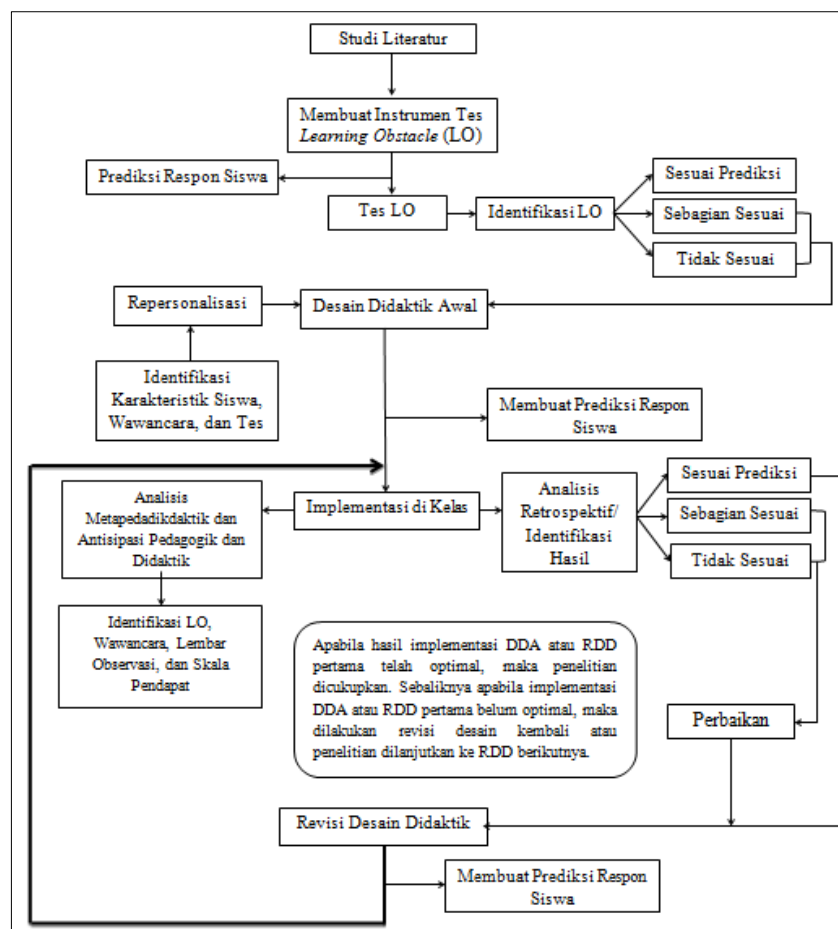 Studi Literatur
Membuat Instrumen Tes
Learning Obstacle (LO)
Prediksi Respon Siswa
Tes LO
Identifikasi LO
Sesuai Prediksi
Sebagian Sesuai
Tidak Sesuai
Repersonalisasi
Desain Didaktik Awal
Identifikasi
Karakteristik Siswa,
Wawancara, dan Tes
Membuat Prediksi Respon
Siswa
Analisis
Metapedadikdaktik dan
Antisipasi Pedagogik dan
Didaktik
Implementasi di Kelas
Analisis
Retrospektif/
Identifikasi
Hasil
Sesuai Prediksi
Sebagian Sesuai
Tidak Sesuai
Identifikasi LO,
Wawancara, Lembar
Observasi, dan Skala
Pendapat
Apabila hasil implementasi DDA atau RDD
pertama telah optimal, maka penelitian
dicukupkan. Sebaliknya apabila implementasi
DDA atau RDD pertama belum optimal, maka
dilakukan revisi desain kembali atau
penelitian dilanjutkan ke RDD berikutnya.
Perbaikan
Revisi Desain Didaktik
Membuat Prediksi Respon
Siswa